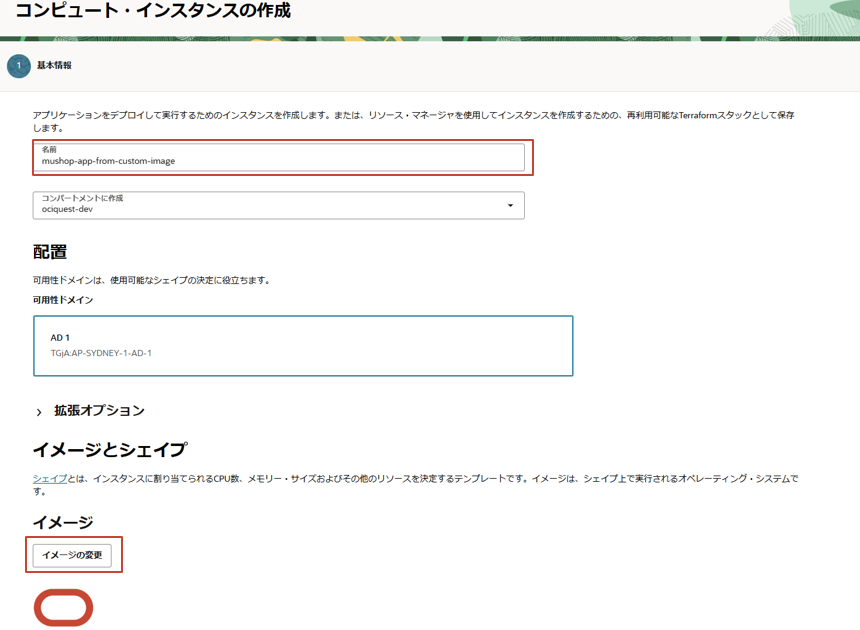 コンピュート・インスタンスの作成
1 基本情報
アプリケーションをデプロイして実行するためのインスタンスを作成します。または、リソース・マネージャを使用してインスタンスを作成するための、再利用可能なTerraformスタックとして保存
します。
名前
mushop-app-from-custom-image
コンパートメントに作成
ociquest-dev
配置
可用性ドメインは、使用可能なシェイプの決定に役立ちます。
可用性ドメイン
AD 1
TGjA:AP-SYDNEY-1-AD-1
拡張オプション
イメージとシェイプ
シェイプとは、インスタンスに割り当てられるCPU数、メモリー・サイズおよびその他のリソースを決定するテンプレートです。イメージは、シェイプ上で実行されるオペレーティング・システムで
す。
イメージ
イメージの変更